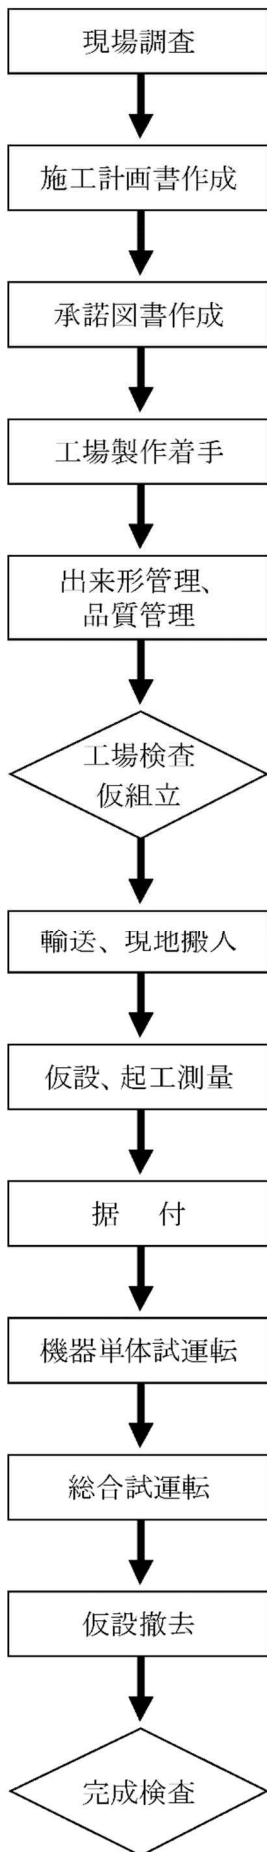 現場調査
施工計画書作成
承諾図書作成
工場製作着手
出来形管理、
品質管理
工場検査
仮組立
輸送、現地搬入
仮設、起工測量
据　付
機器単体試運転
総合試運転
仮設撤去
完成検査